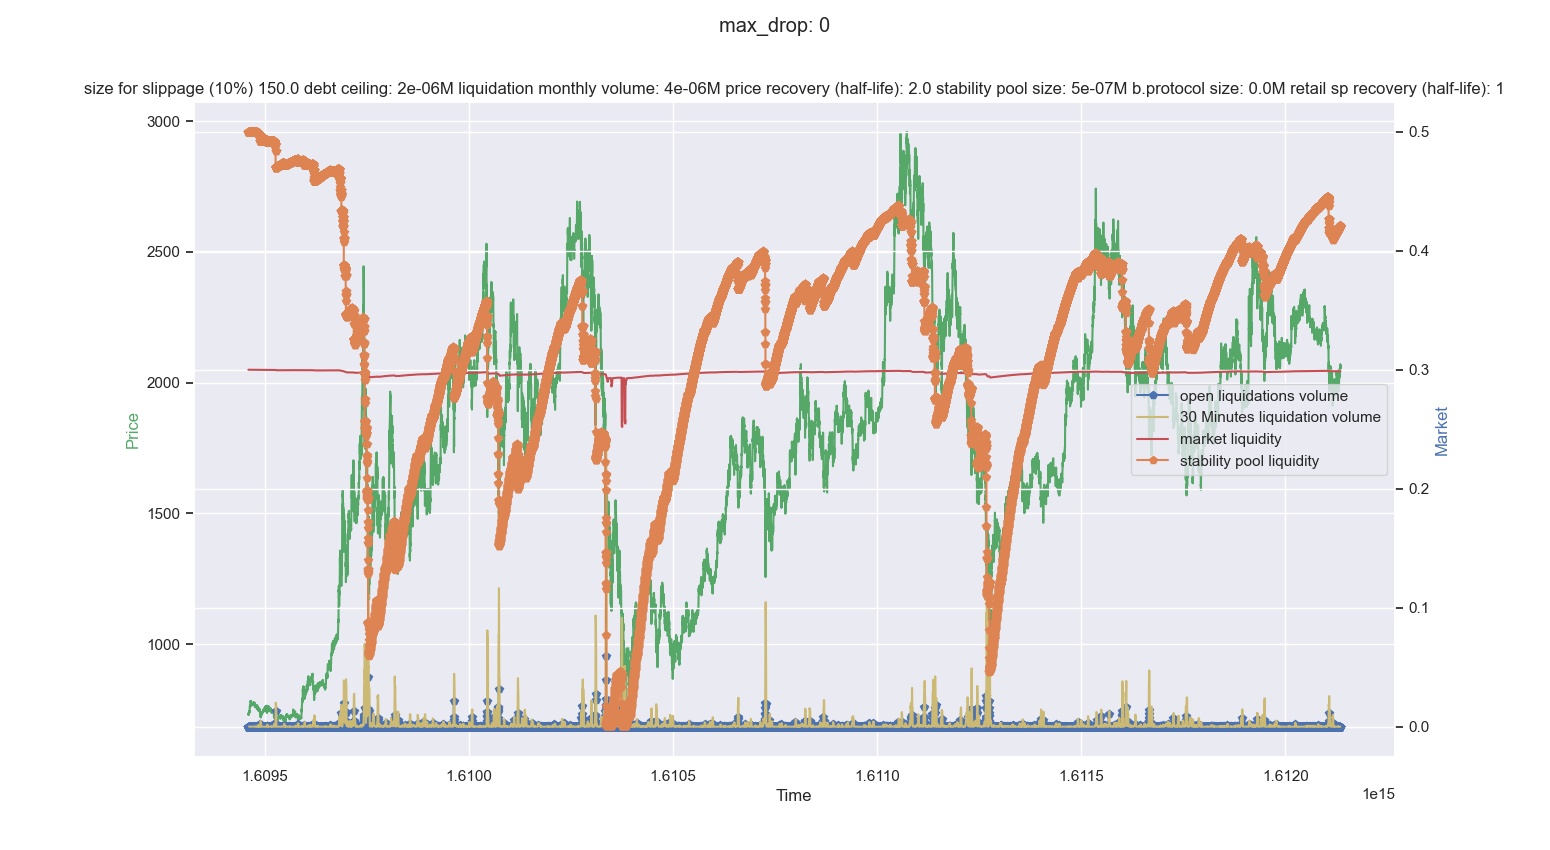 max_drop: 0
size for slippage (10%) 150.0 debt ceiling: 2e-06M liquidation monthly volume: 4e-06M price recovery (half-life): 2.0 stability pool size: 5e-07M b.protocol size: 0.0M retail sp recovery (half-life): 1
3000
2500
2000
1500
1000
Price
0.5
0.4
0.3
0.2
0.1
0.0
Market
open liquidations volume
30 Minutes liquidation volume
market liquidity
stability pool liquidity
1.6095 1.6100 1.6105 1.6110 1.6115 1.6120
Time
1e15